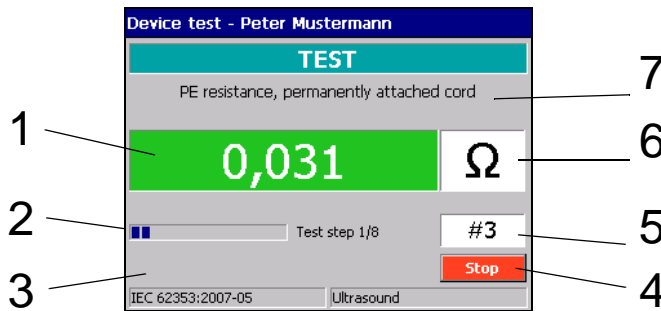 Device test - Peter Mustermann
TEST
7
PE resistance, permanently attached cord
1
0,031
Ω
6
2
Test step 1/8
#3
5
3
Stop
4
IEC 62353:2007-05
Ultrasound